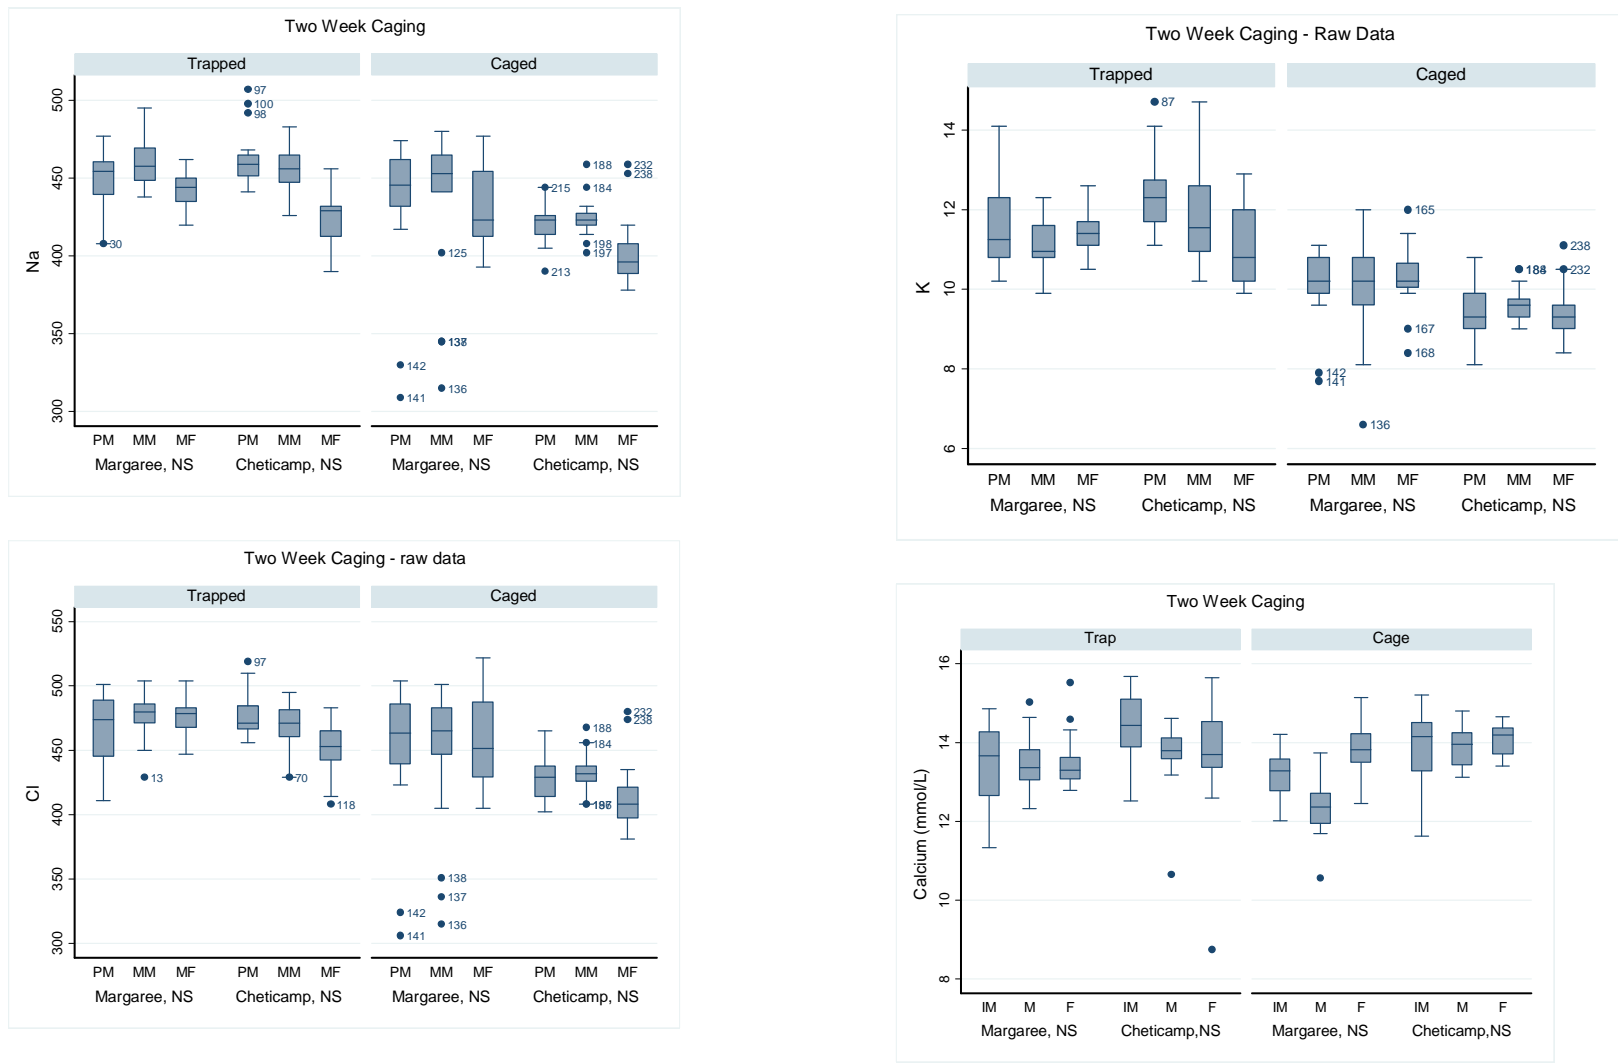 Two Week Caging
Trapped
Caged
Na
500
450
400
350
300
97
100
98
30
215
213
188
184
198
197
232
238
125
137
136
142
141
PM MM MF PM MM MF PM MM MF PM MM MF
Margaree, NS Cheticamp, NS Margaree, NS Cheticamp, NS
Two Week Caging - Raw Data
Trapped
Caged
K
14
12
10
8
6
87
165
167
168
142
141
136
184
238
232
PM MM MF PM MM MF PM MM MF PM MM MF
Margaree, NS Cheticamp, NS Margaree, NS Cheticamp, NS
Two Week Caging - raw data
Trapped
Caged
Cl
550
500
450
400
350
300
97
13
70
118
188
184
232
238
138
137
136
142
141
PM MM MF PM MM MF PM MM MF PM MM MF
Margaree, NS Cheticamp, NS Margaree, NS Cheticamp, NS
Two Week Caging
Trap
Cage
Calcium (mmol/L)
16
14
12
10
8
IM M F IM M F IM M F IM M F
Margaree, NS Cheticamp,NS Margaree, NS Cheticamp,NS